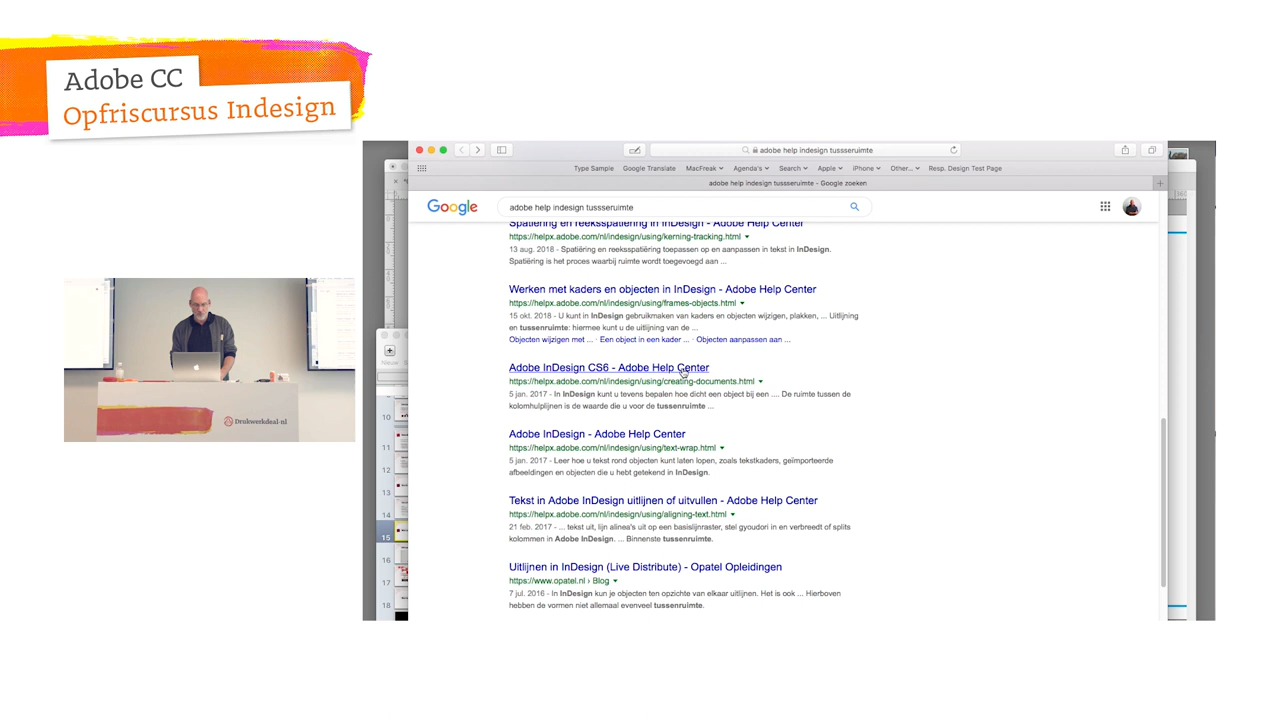 Adobe CC
Opfriscursus Indesign
adobe help indesign tussseruimte
Type Sample
Google Translate
MacFreak
Agenda's
Search
Apple
iPhone
Other...
Resp. Design Test Page
adobe help indesign tussseruimte - Google zoeken
Google
adobe help indesign tussseruimte
Spatiëring en reeksspatiëring in InDesign - Adobe Help Center
https://helpx.adobe.com/nl/indesign/using/kerning-tracking.html
13 aug. 2018 - Spatiëring en reeksspatiëring toepassen op en aanpassen in tekst in InDesign.
Spatiëring is het proces waarbij ruimte wordt toegevoegd aan ...
Werken met kaders en objecten in InDesign - Adobe Help Center
https://helpx.adobe.com/nl/indesign/using/frames-objects.html
15 okt. 2018 - U kunt in InDesign gebruikmaken van kaders en objecten wijzigen, plakken, ... Uitlijning
en tussenruimte: hiermee kunt u de uitlijning van de ...
Objecten wijzigen met ... · Een object in een kader ... · Objecten aanpassen aan ...
Adobe InDesign CS6 - Adobe Help Center
https://helpx.adobe.com/nl/indesign/using/creating-documents.html
5 jan. 2017 - In InDesign kunt u tevens bepalen hoe dicht een object bij een .... De ruimte tussen de
kolomhulplijnen is de waarde die u voor de tussenruimte ...
Adobe InDesign - Adobe Help Center
https://helpx.adobe.com/nl/indesign/using/text-wrap.html
5 jan. 2017 - Leer hoe u tekst rond objecten kunt laten lopen, zoals tekstkaders, geïmporteerde
afbeeldingen en objecten die u hebt getekend in InDesign.
Tekst in Adobe InDesign uitlijnen of uitvullen - Adobe Help Center
https://helpx.adobe.com/nl/indesign/using/aligning-text.html
21 feb. 2017 - ... tekst uit, lijn alinea's uit op een basislijnraster, stel gyoudori in en verbreedt of splits
kolommen in Adobe InDesign. ... Binnenste tussenruimte.
Uitlijnen in InDesign (Live Distribute) - Opatel Opleidingen
https://www.opatel.nl › Blog
7 jul. 2016 - In InDesign kun je objecten ten opzichte van elkaar uitlijnen. Het is ook ... Hierboven
hebben de vormen niet allemaal evenveel tussenruimte.
Nieuw
10
11
12
13
14
15
16
17
18
Drukwerkdeal.nl